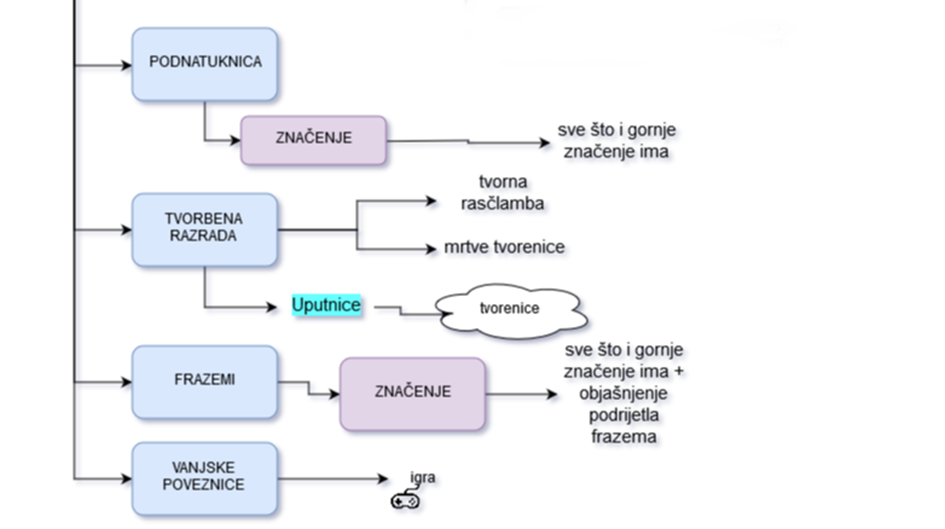 PODNATUKNICA
ZNAČENJE
sve što i gornje
značenje ima
TVORBENA
RAZRADA
tvorna
rasčlamba
mrtve tvorenice
Uputnice
tvorenice
FRAZEMI
ZNAČENJE
sve što i gornje
značenje ima +
objašnjenje
podrijetla
frazema
VANJSKE
POVEZNICE
igra